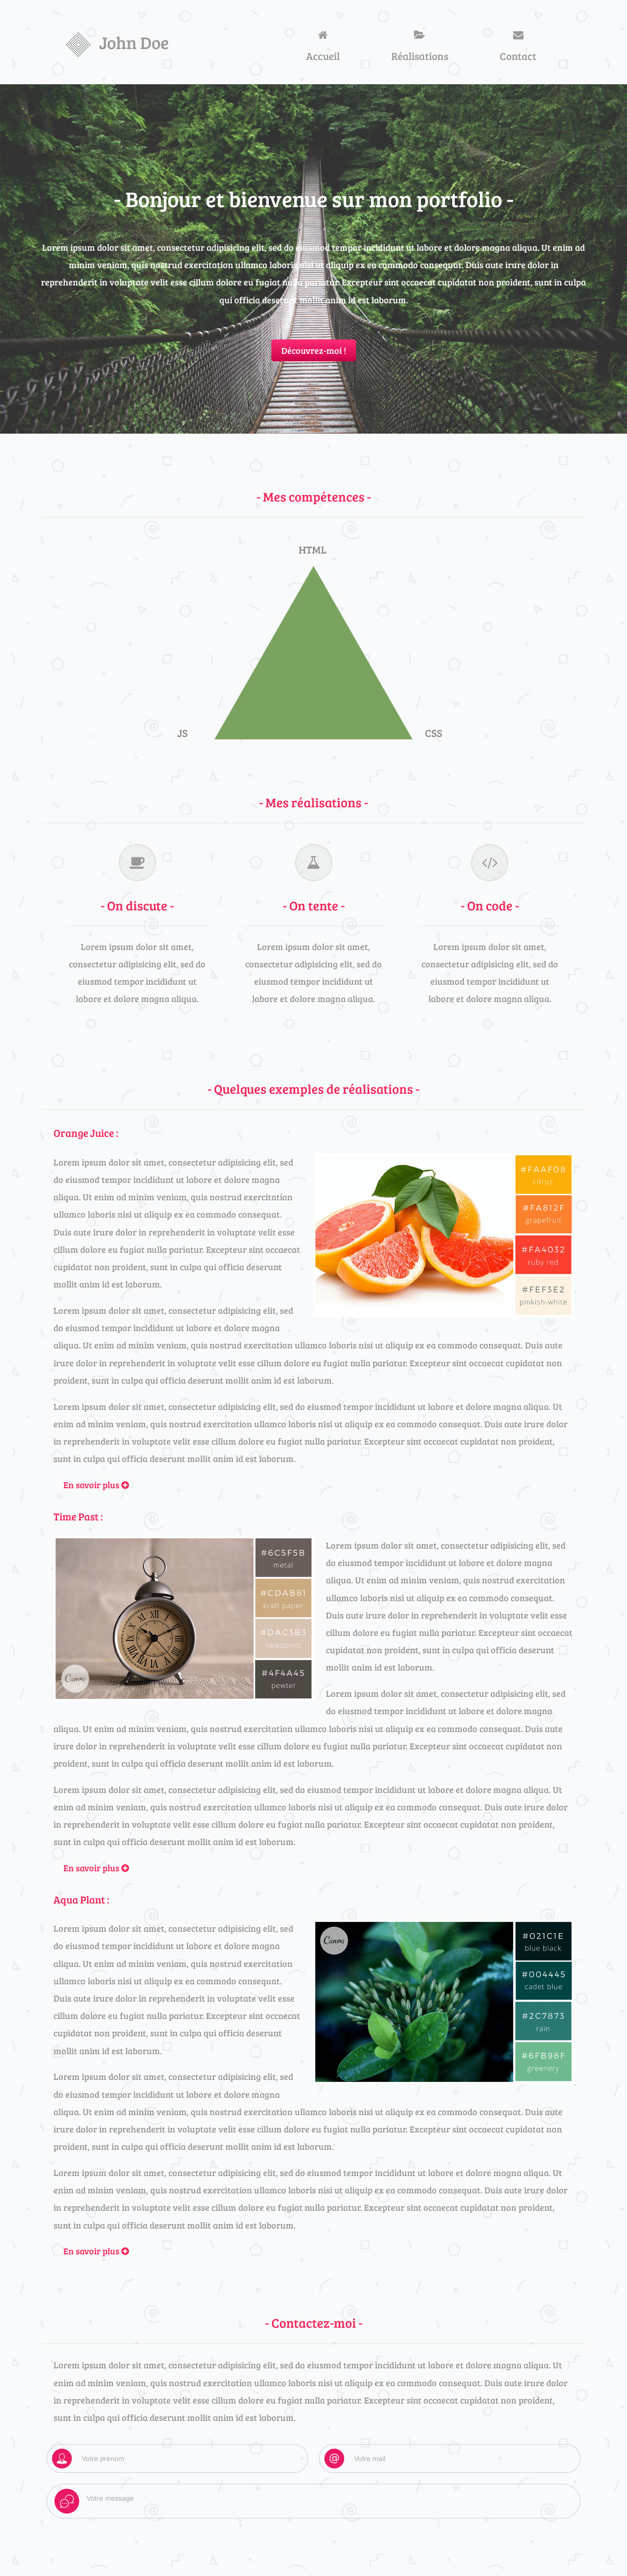 John Doe
Accueil
Réalisations
Contact
- Bonjour et bienvenue sur mon portfolio -
Lorem ipsum dolor sit amet, consectetur adipisicing elit, sed do eiusmod tempor incididunt ut labore et dolore magna aliqua. Ut enim ad
minim veniam, quis nostrud exercitation ullamco laboris nisi ut aliquip ex ea commodo consequat. Duis aute irure dolor in
reprehenderit in voluptate velit esse cillum dolore eu fugiat nulla pariatur. Excepteur sint occaecat cupidatat non proident, sunt in culpa
qui officia deserunt mollit anim id est laborum.
Découvrez-moi !
- Mes compétences -
HTML
JS
CSS
- Mes réalisations -
- On discute -
Lorem ipsum dolor sit amet,
consectetur adipisicing elit, sed do
eiusmod tempor incididunt ut
labore et dolore magna aliqua.
- On tente -
Lorem ipsum dolor sit amet,
consectetur adipisicing elit, sed do
eiusmod tempor incididunt ut
labore et dolore magna aliqua.
- On code -
Lorem ipsum dolor sit amet,
consectetur adipisicing elit, sed do
eiusmod tempor incididunt ut
labore et dolore magna aliqua.
- Quelques exemples de réalisations -
Orange Juice :
Lorem ipsum dolor sit amet, consectetur adipisicing elit, sed
do eiusmod tempor incididunt ut labore et dolore magna
aliqua. Ut enim ad minim veniam, quis nostrud exercitation
ullamco laboris nisi ut aliquip ex ea commodo consequat.
Duis aute irure dolor in reprehenderit in voluptate velit esse
cillum dolore eu fugiat nulla pariatur. Excepteur sint occaecat
cupidatat non proident, sunt in culpa qui officia deserunt
mollit anim id est laborum.
#FAAF08
citrus
#FA812F
grapefruit
#FA4032
ruby red
#FEF3E2
pinkish-white
Lorem ipsum dolor sit amet, consectetur adipisicing elit, sed
do eiusmod tempor incididunt ut labore et dolore magna
aliqua. Ut enim ad minim veniam, quis nostrud exercitation ullamco laboris nisi ut aliquip ex ea commodo consequat. Duis aute
irure dolor in reprehenderit in voluptate velit esse cillum dolore eu fugiat nulla pariatur. Excepteur sint occaecat cupidatat non
proident, sunt in culpa qui officia deserunt mollit anim id est laborum.
Lorem ipsum dolor sit amet, consectetur adipisicing elit, sed do eiusmod tempor incididunt ut labore et dolore magna aliqua. Ut
enim ad minim veniam, quis nostrud exercitation ullamco laboris nisi ut aliquip ex ea commodo consequat. Duis aute irure dolor
in reprehenderit in voluptate velit esse cillum dolore eu fugiat nulla pariatur. Excepteur sint occaecat cupidatat non proident,
sunt in culpa qui officia deserunt mollit anim id est laborum.
En savoir plus
Time Past :
Canva
#6C5F5B
metal
#CDAB81
kraft paper
#DAC3B3
newsprint
#4F4A45
pewter
Lorem ipsum dolor sit amet, consectetur adipisicing elit, sed
do eiusmod tempor incididunt ut labore et dolore magna
aliqua. Ut enim ad minim veniam, quis nostrud exercitation
ullamco laboris nisi ut aliquip ex ea commodo consequat.
Duis aute irure dolor in reprehenderit in voluptate velit esse
cillum dolore eu fugiat nulla pariatur. Excepteur sint occaecat
cupidatat non proident, sunt in culpa qui officia deserunt
mollit anim id est laborum.
Lorem ipsum dolor sit amet, consectetur adipisicing elit, sed
do eiusmod tempor incididunt ut labore et dolore magna
aliqua. Ut enim ad minim veniam, quis nostrud exercitation ullamco laboris nisi ut aliquip ex ea commodo consequat. Duis aute
irure dolor in reprehenderit in voluptate velit esse cillum dolore eu fugiat nulla pariatur. Excepteur sint occaecat cupidatat non
proident, sunt in culpa qui officia deserunt mollit anim id est laborum.
Lorem ipsum dolor sit amet, consectetur adipisicing elit, sed do eiusmod tempor incididunt ut labore et dolore magna aliqua. Ut
enim ad minim veniam, quis nostrud exercitation ullamco laboris nisi ut aliquip ex ea commodo consequat. Duis aute irure dolor
in reprehenderit in voluptate velit esse cillum dolore eu fugiat nulla pariatur. Excepteur sint occaecat cupidatat non proident,
sunt in culpa qui officia deserunt mollit anim id est laborum.
En savoir plus
Aqua Plant :
Lorem ipsum dolor sit amet, consectetur adipisicing elit, sed
do eiusmod tempor incididunt ut labore et dolore magna
aliqua. Ut enim ad minim veniam, quis nostrud exercitation
ullamco laboris nisi ut aliquip ex ea commodo consequat.
Duis aute irure dolor in reprehenderit in voluptate velit esse
cillum dolore eu fugiat nulla pariatur. Excepteur sint occaecat
cupidatat non proident, sunt in culpa qui officia deserunt
mollit anim id est laborum.
Canva
#021C1E
blue black
#004445
cadet blue
#2C7873
rain
#6FB98F
greenery
Lorem ipsum dolor sit amet, consectetur adipisicing elit, sed
do eiusmod tempor incididunt ut labore et dolore magna
aliqua. Ut enim ad minim veniam, quis nostrud exercitation ullamco laboris nisi ut aliquip ex ea commodo consequat. Duis aute
irure dolor in reprehenderit in voluptate velit esse cillum dolore eu fugiat nulla pariatur. Excepteur sint occaecat cupidatat non
proident, sunt in culpa qui officia deserunt mollit anim id est laborum.
Lorem ipsum dolor sit amet, consectetur adipisicing elit, sed do eiusmod tempor incididunt ut labore et dolore magna aliqua. Ut
enim ad minim veniam, quis nostrud exercitation ullamco laboris nisi ut aliquip ex ea commodo consequat. Duis aute irure dolor
in reprehenderit in voluptate velit esse cillum dolore eu fugiat nulla pariatur. Excepteur sint occaecat cupidatat non proident,
sunt in culpa qui officia deserunt mollit anim id est laborum.
En savoir plus
- Contactez-moi -
Lorem ipsum dolor sit amet, consectetur adipisicing elit, sed do eiusmod tempor incididunt ut labore et dolore magna aliqua. Ut
enim ad minim veniam, quis nostrud exercitation ullamco laboris nisi ut aliquip ex ea commodo consequat. Duis aute irure dolor
in reprehenderit in voluptate velit esse cillum dolore eu fugiat nulla pariatur. Excepteur sint occaecat cupidatat non proident,
sunt in culpa qui officia deserunt mollit anim id est laborum.
Votre prénom
Votre mail
Votre message